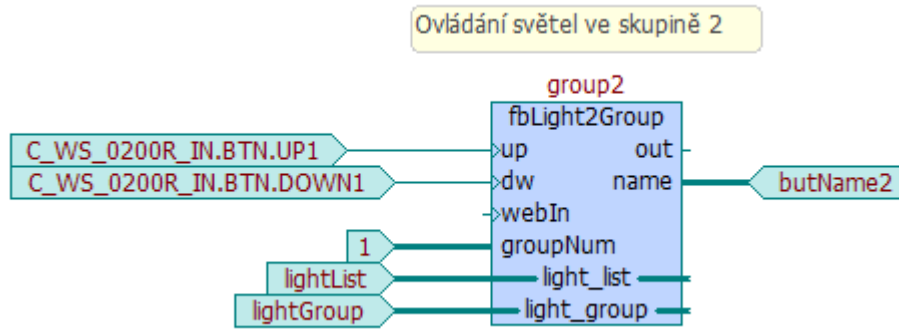 Ovládání světel ve skupině 2
group2
fbLight2Group
C_WS_0200R_IN.BTN.UP1 up out
C_WS_0200R_IN.BTN.DOWN1 dw name butName2
webIn
1 groupNum
lightList light_list
lightGroup light_group